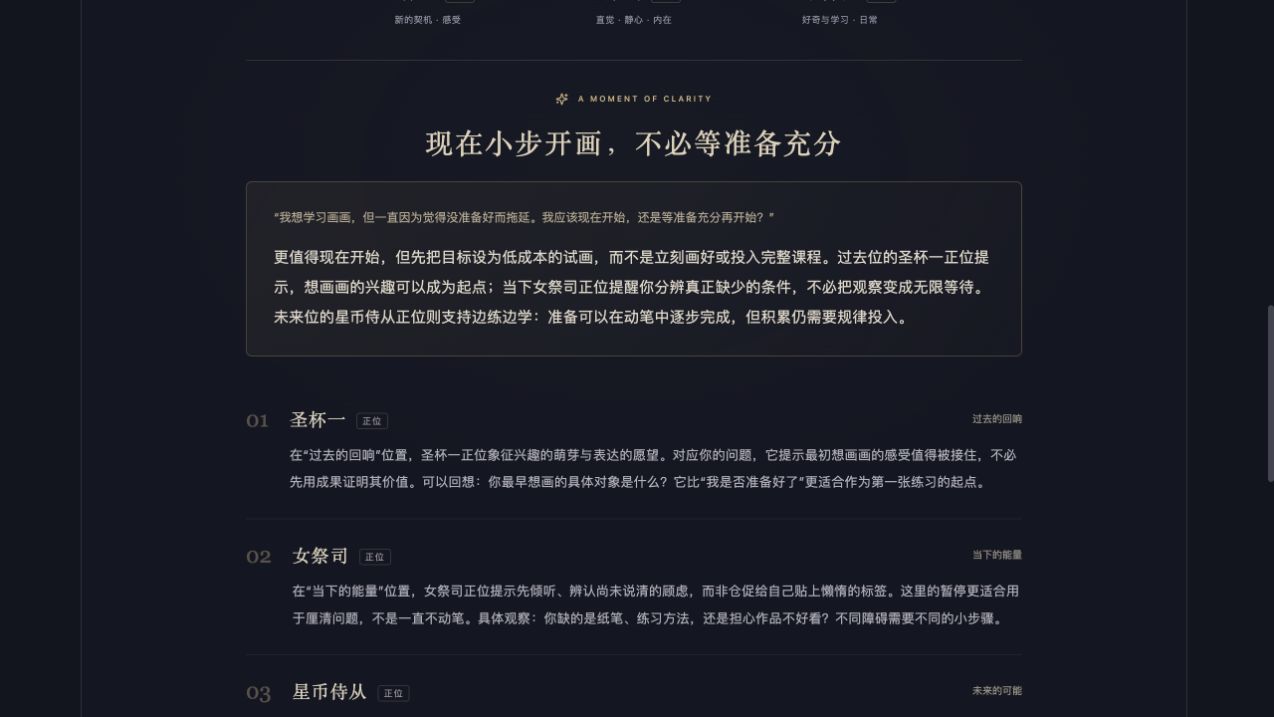 新的契机 · 感受
直觉 · 静心 · 内在
好奇与学习 · 日常
A MOMENT OF CLARITY
现在小步开画，不必等准备充分
“我想学习画画，但一直因为觉得没准备好而拖延。我应该现在开始，还是等准备充分再开始？”
更值得现在开始，但先把目标设为低成本的试画，而不是立刻画好或投入完整课程。过去位的圣杯一正位提
示，想画画的兴趣可以成为起点；当下女祭司正位提醒你分辨真正缺少的条件，不必把观察变成无限等待。
未来位的星币侍从正位则支持边练边学：准备可以在动笔中逐步完成，但积累仍需要规律投入。
01 圣杯一 正位 过去的回响
在“过去的回响”位置，圣杯一正位象征兴趣的萌芽与表达的愿望。对应你的问题，它提示最初想画画的感受值得被接住，不必
先用成果证明其价值。可以回想：你最早想画的具体对象是什么？它比“我是否准备好了”更适合作为第一张练习的起点。
02 女祭司 正位 当下的能量
在“当下的能量”位置，女祭司正位提示先倾听、辨认尚未说清的顾虑，而非仓促给自己贴上懒惰的标签。这里的暂停更适合用
于厘清问题，不是一直不动笔。具体观察：你缺的是纸笔、练习方法，还是担心作品不好看？不同障碍需要不同的小步骤。
03 星币侍从 正位 未来的可能